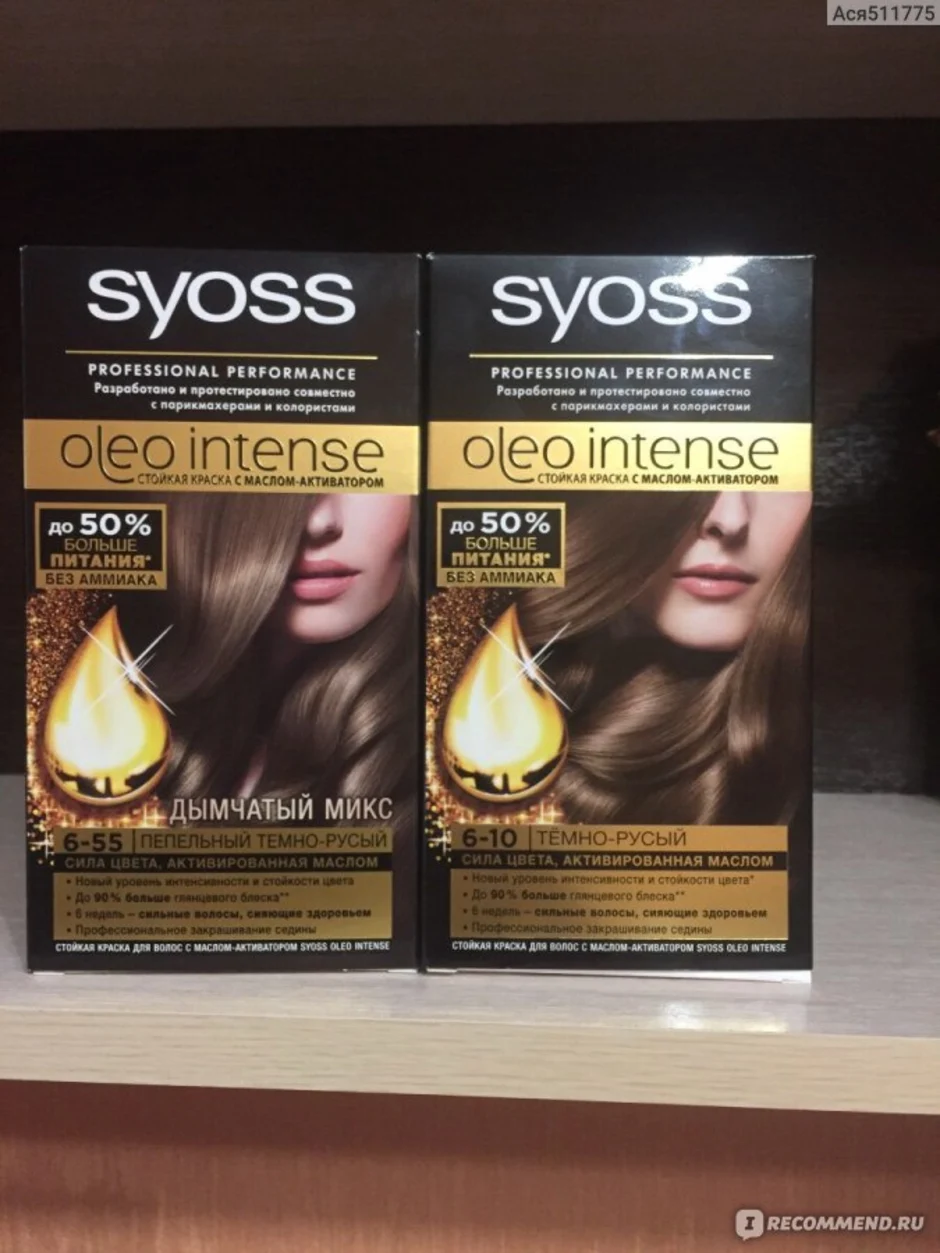 Ася511775
syoss
PROFESSIONAL PERFORMANCE
Разработано и протестировано совместно
с парикмахерами и колористами
oleo intense
СТОЙКАЯ КРАСКА С МАСЛОМ-АКТИВАТОРОМ
ДО 50%
БОЛЬШЕ
ПИТАНИЯ*
БЕЗ АММИАКА
ДЫМЧАТЫЙ МИКС
6-55 ПЕПЕЛЬНЫЙ ТЕМНО-РУСЫЙ
СИЛА ЦВЕТА, АКТИВИРОВАННАЯ МАСЛОМ
• Новый уровень интенсивности и стойкости цвета
• До 90% больше глянцевого блеска**
• 6 недель – сильные волосы, сияющие здоровьем
• Профессиональное закрашивание седины
СТОЙКАЯ КРАСКА ДЛЯ ВОЛОС С МАСЛОМ-АКТИВАТОРОМ SYOSS OLEO INTENSE
syoss
PROFESSIONAL PERFORMANCE
Разработано и протестировано совместно
с парикмахерами и колористами
oleo intense
СТОЙКАЯ КРАСКА С МАСЛОМ-АКТИВАТОРОМ
ДО 50%
БОЛЬШЕ
ПИТАНИЯ*
БЕЗ АММИАКА
6-10 ТЁМНО-РУСЫЙ
СИЛА ЦВЕТА, АКТИВИРОВАННАЯ МАСЛОМ
• Новый уровень интенсивности и стойкости цвета*
• До 90% больше глянцевого блеска**
• 6 недель – сильные волосы, сияющие здоровьем
• Профессиональное закрашивание седины
СТОЙКАЯ КРАСКА ДЛЯ ВОЛОС С МАСЛОМ-АКТИВАТОРОМ SYOSS OLEO INTENSE
IRECOMMEND.RU